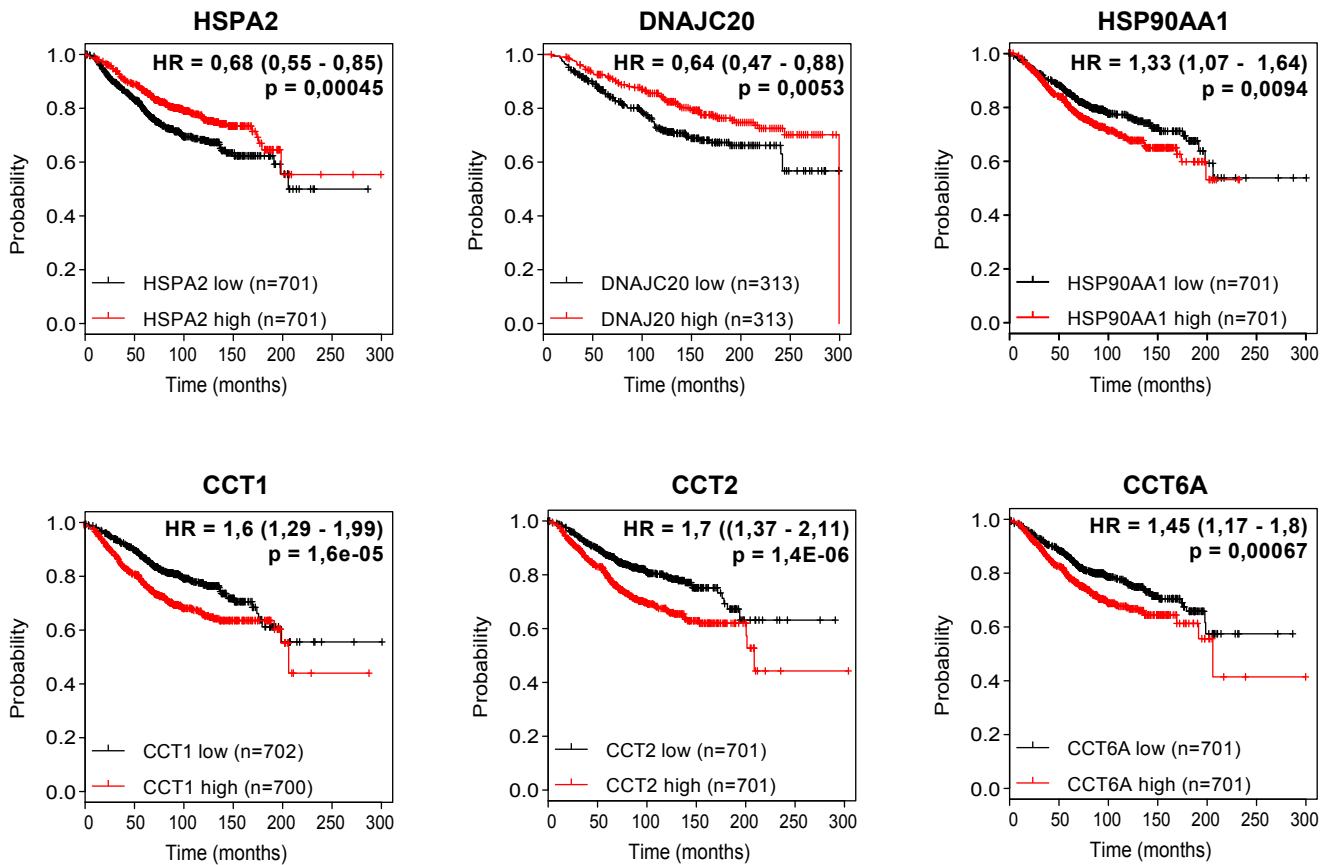 HSPA2
HR = 0,68 (0,55 - 0,85)
p = 0,00045
Probability
1.0
0.8
0.6
0.4
0.2
0.0
HSPA2 low (n=701)
HSPA2 high (n=701)
0 50 100 150 200 250 300
Time (months)
DNAJC20
HR = 0,64 (0,47 - 0,88)
p = 0,0053
Probability
1.0
0.8
0.6
0.4
0.2
0.0
DNAJC20 low (n=313)
DNAJ20 high (n=313)
0 50 100 150 200 250 300
Time (months)
HSP90AA1
HR = 1,33 (1,07 - 1,64)
p = 0,0094
Probability
1.0
0.8
0.6
0.4
0.2
0.0
HSP90AA1 low (n=701)
HSP90AA1 high (n=701)
0 50 100 150 200 250 300
Time (months)
CCT1
HR = 1,6 (1,29 - 1,99)
p = 1,6e-05
Probability
1.0
0.8
0.6
0.4
0.2
0.0
CCT1 low (n=702)
CCT1 high (n=700)
0 50 100 150 200 250 300
Time (months)
CCT2
HR = 1,7 ((1,37 - 2,11)
p = 1,4E-06
Probability
1.0
0.8
0.6
0.4
0.2
0.0
CCT2 low (n=701)
CCT2 high (n=701)
0 50 100 150 200 250 300
Time (months)
CCT6A
HR = 1,45 (1,17 - 1,8)
p = 0,00067
Probability
1.0
0.8
0.6
0.4
0.2
0.0
CCT6A low (n=701)
CCT6A high (n=701)
0 50 100 150 200 250 300
Time (months)